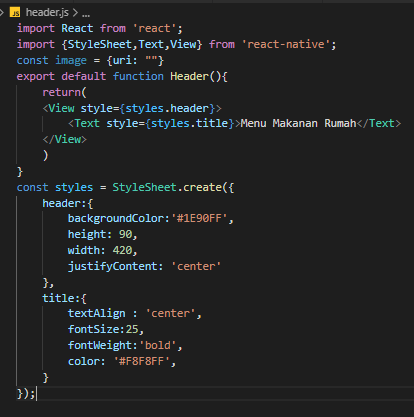 header.js > ...
import React from 'react';
import {StyleSheet,Text,View} from 'react-native';
const image = {uri: ""}
export default function Header(){
    return(
    <View style={styles.header}>
        <Text style={styles.title}>Menu Makanan Rumah</Text>
    </View>
    )
}
const styles = StyleSheet.create({
    header:{
        backgroundColor:'#1E90FF',
        height: 90,
        width: 420,
        justifyContent: 'center'
    },
    title:{
        textAlign : 'center',
        fontSize:25,
        fontWeight:'bold',
        color: '#F8F8FF',
    }
});